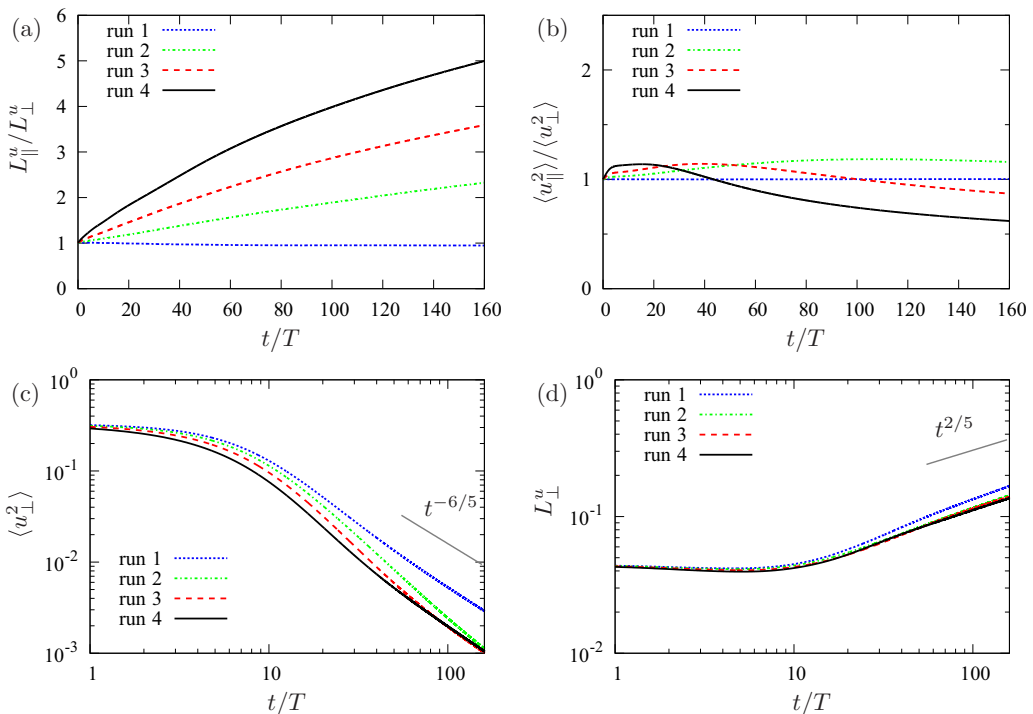 (a)
L^u_∥/L^u_⊥
run 1
run 2
run 3
run 4
6
5
4
3
2
1
0
0 20 40 60 80 100 120 140 160
t/T
(b)
⟨u^2_∥⟩/⟨u^2_⊥⟩
run 1
run 2
run 3
run 4
2
1
0
0 20 40 60 80 100 120 140 160
t/T
(c)
⟨u^2_⊥⟩
10^0
10^-1
10^-2
10^-3
t^{-6/5}
run 1
run 2
run 3
run 4
1 10 100
t/T
(d)
L^u_⊥
10^0
10^-1
10^-2
run 1
run 2
run 3
run 4
t^{2/5}
1 10 100
t/T